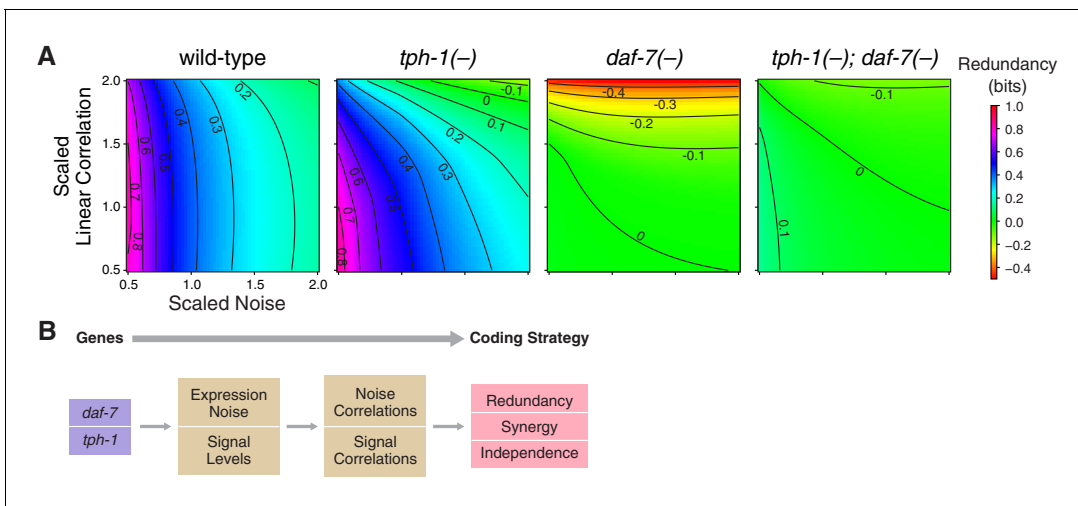 A
wild-type
tph-1(–)
daf-7(–)
tph-1(–); daf-7(–)
Redundancy
(bits)
Scaled
Linear Correlation
2.0
1.5
1.0
0.5
0.8
0.7
0.6
0.5
0.4
0.3
0.2
0.5
1.0
1.5
2.0
Scaled Noise
0.8
0.7
0.6
0.5
0.4
0.3
0.2
0.1
0
-0.1
-0.4
-0.3
-0.2
-0.1
0
-0.1
0
0.1
1.0
0.8
0.6
0.4
0.2
0.0
−0.2
−0.4
B
Genes
Coding Strategy
daf-7
tph-1
Expression
Noise
Signal
Levels
Noise
Correlations
Signal
Correlations
Redundancy
Synergy
Independence